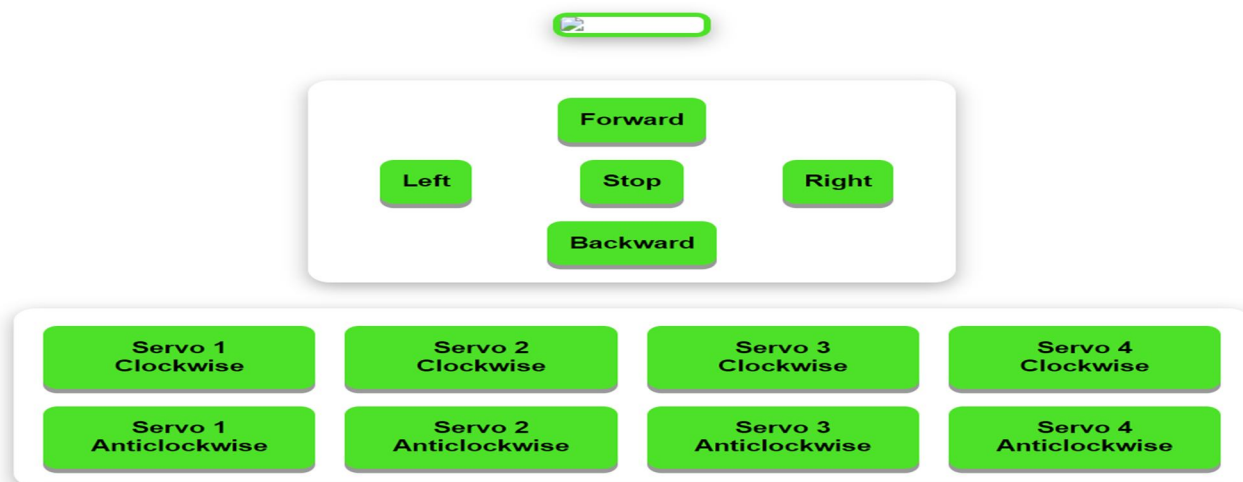 Forward
Left Stop Right
Backward
Servo 1 Clockwise
Servo 2 Clockwise
Servo 3 Clockwise
Servo 4 Clockwise
Servo 1 Anticlockwise
Servo 2 Anticlockwise
Servo 3 Anticlockwise
Servo 4 Anticlockwise